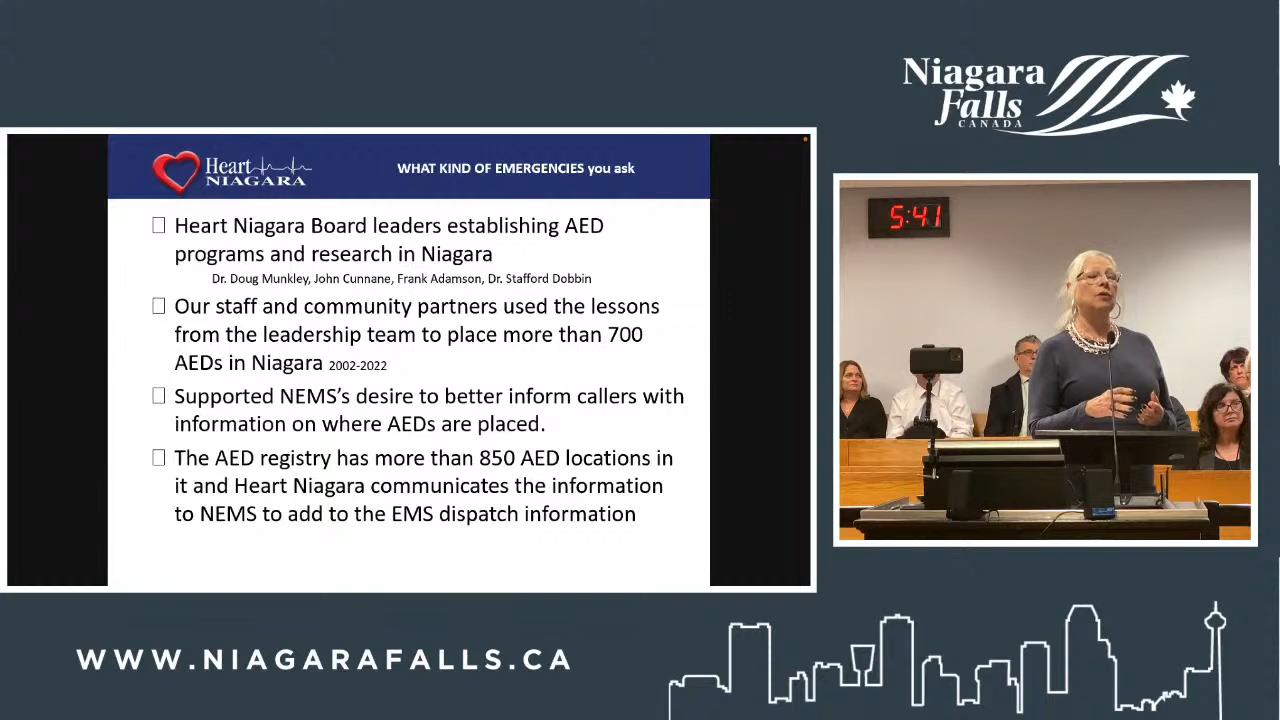 Niagara
Falls
CANADA
Heart
NIAGARA
WHAT KIND OF EMERGENCIES you ask
Heart Niagara Board leaders establishing AED
programs and research in Niagara
Dr. Doug Munkley, John Cunnane, Frank Adamson, Dr. Stafford Dobbin
Our staff and community partners used the lessons
from the leadership team to place more than 700
AEDs in Niagara 2002-2022
Supported NEMS’s desire to better inform callers with
information on where AEDs are placed.
The AED registry has more than 850 AED locations in
it and Heart Niagara communicates the information
to NEMS to add to the EMS dispatch information
5:41
WWW.NIAGARAFALLS.CA